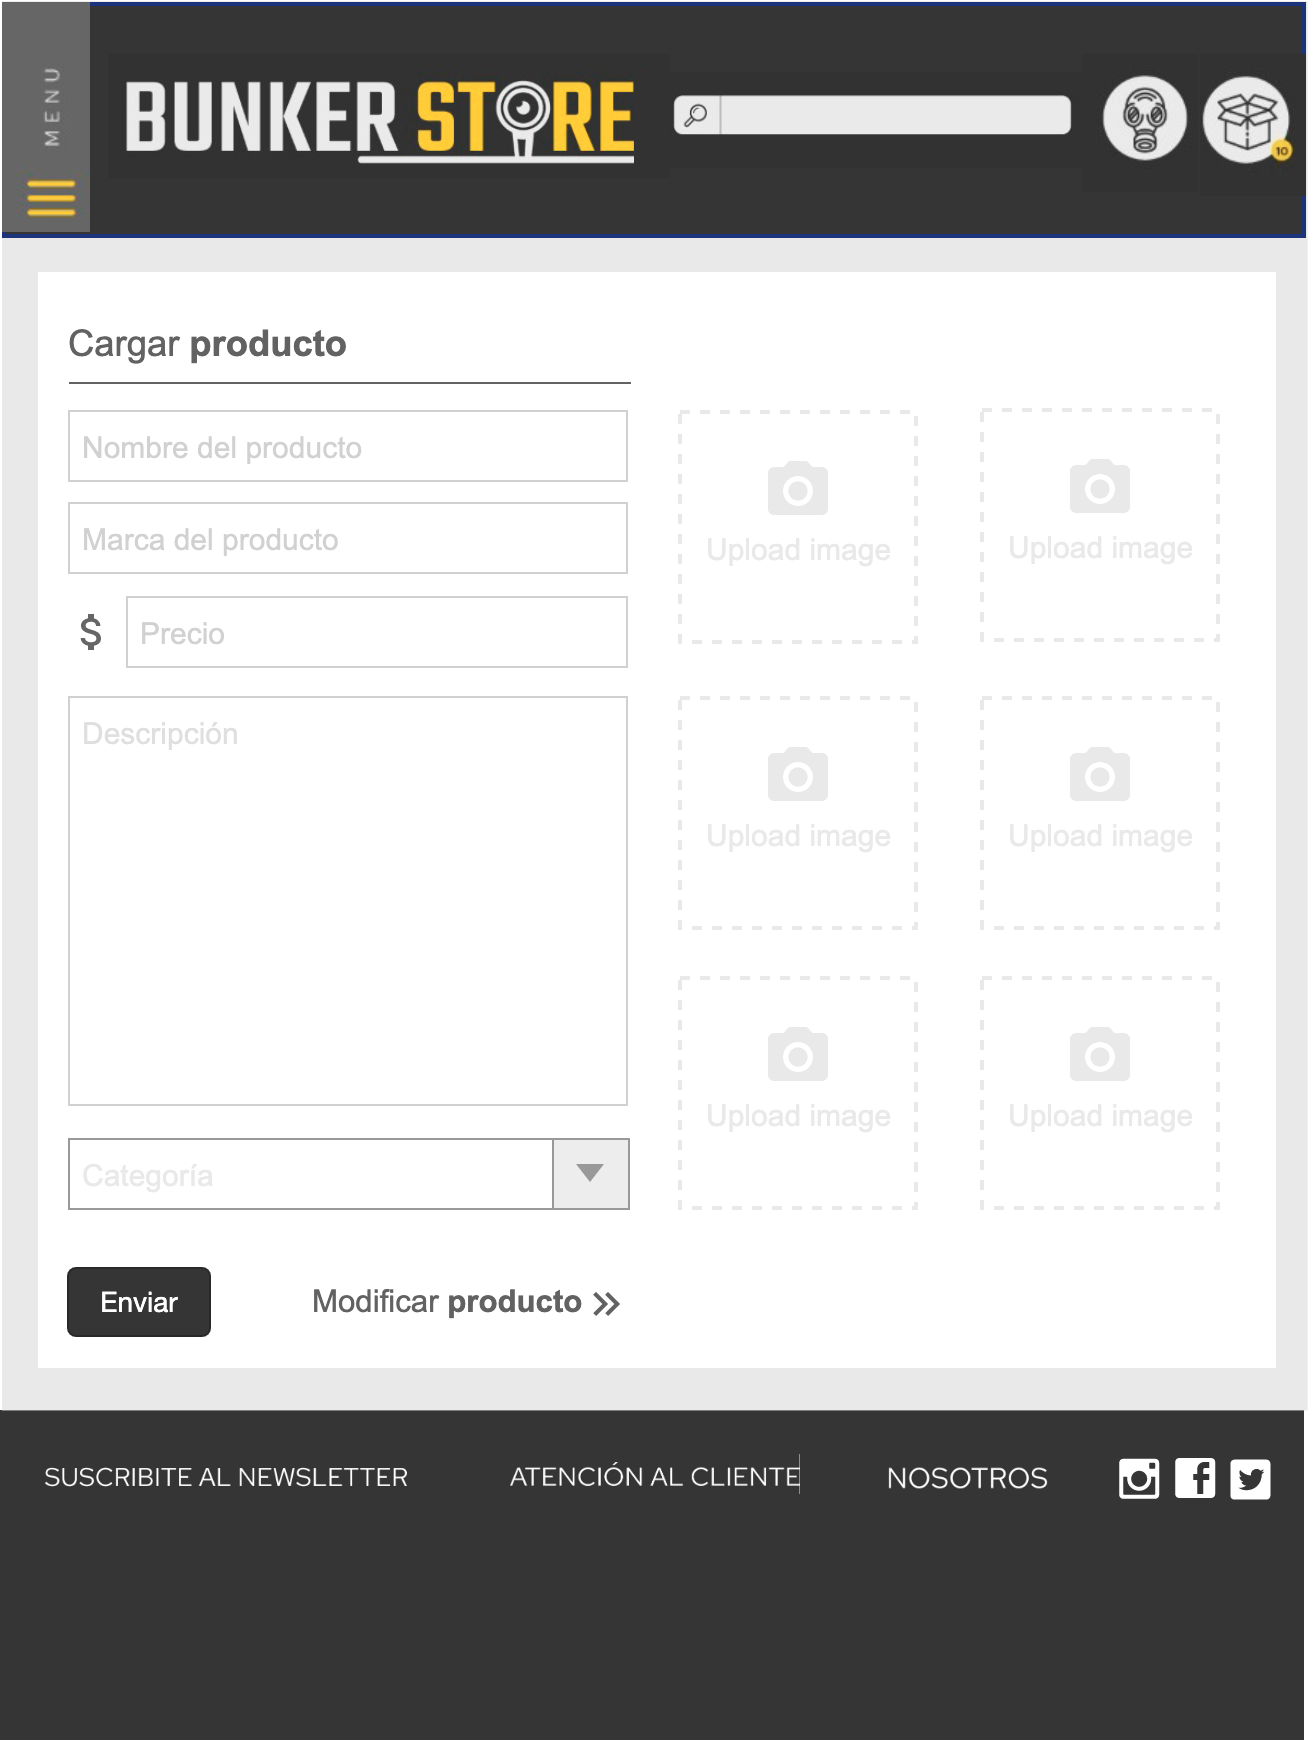 MENU
BUNKER STORE
10
Cargar producto
Nombre del producto
Marca del producto
$ Precio
Descripción
Categoría
Upload image
Upload image
Upload image
Upload image
Upload image
Upload image
Enviar
Modificar producto
SUSCRIBITE AL NEWSLETTER
ATENCIÓN AL CLIENTE
NOSOTROS